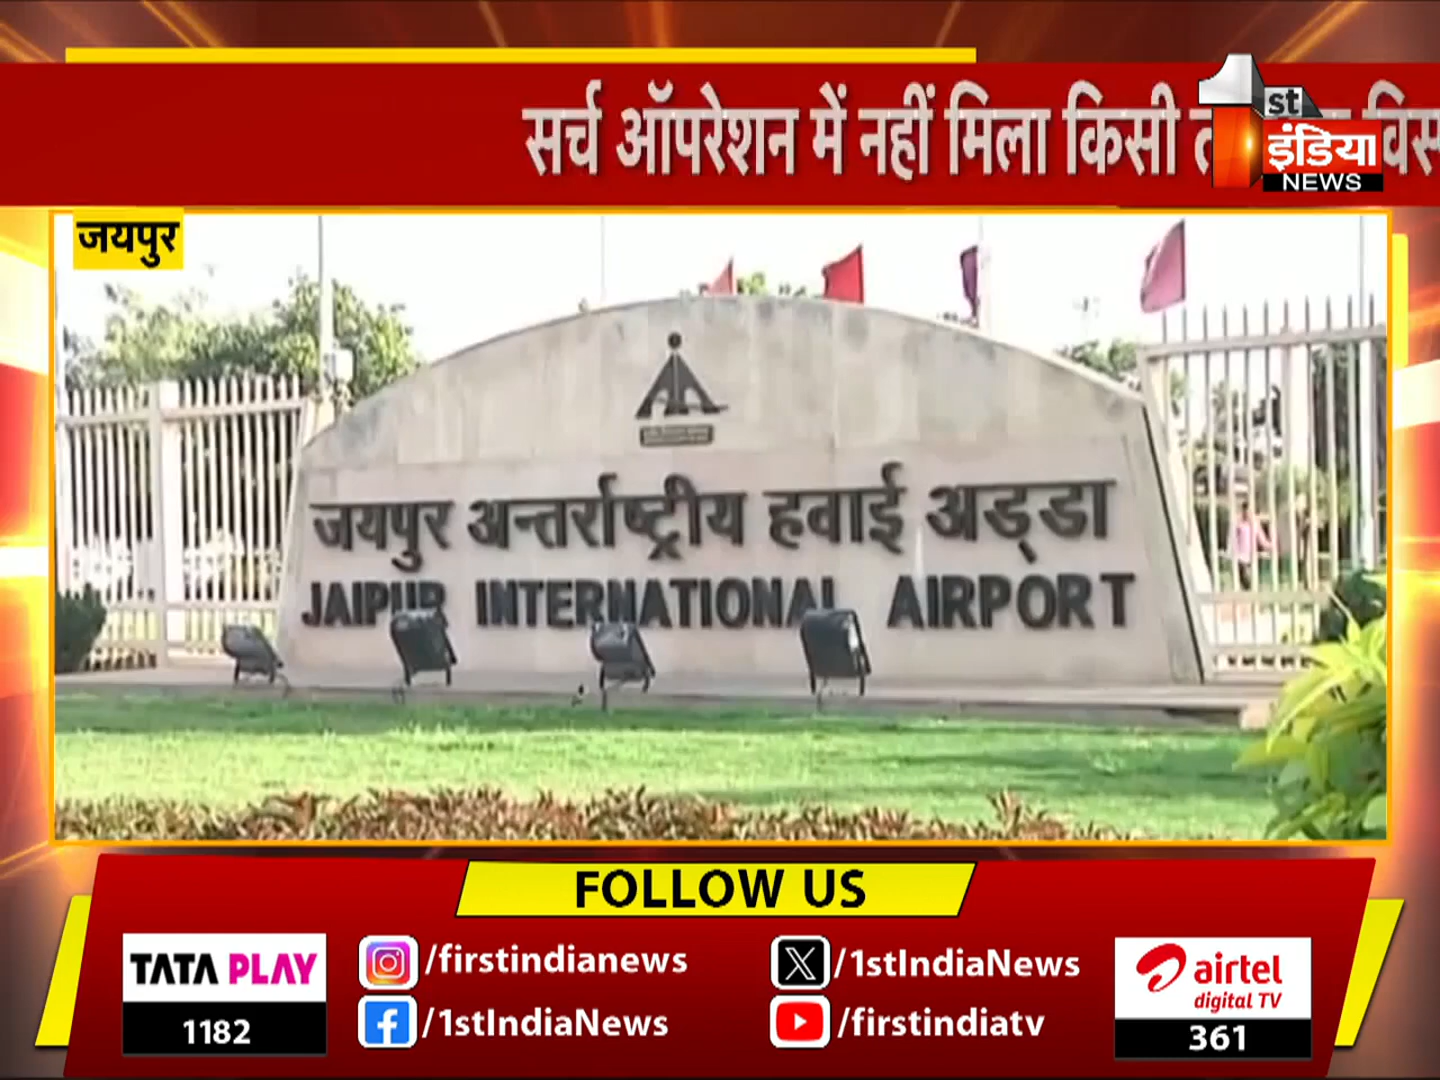 सर्च ऑपरेशन में नहीं मिला किसी
1st
इंडिया
NEWS
जयपुर
जयपुर अन्तर्राष्ट्रीय हवाई अड्डा
JAIPUR INTERNATIONAL AIRPORT
FOLLOW US
TATA PLAY
1182
/firstindianews
/1stIndiaNews
/1stIndiaNews
/firstindiatv
airtel
digital TV
361